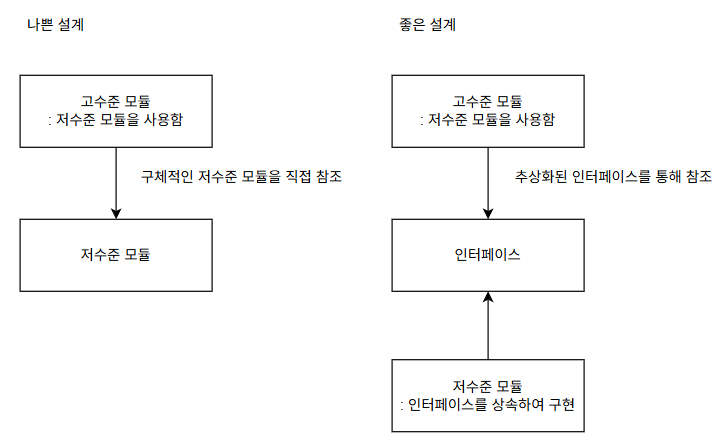 나쁜 설계
고수준 모듈
: 저수준 모듈을 사용함
구체적인 저수준 모듈을 직접 참조
저수준 모듈
좋은 설계
고수준 모듈
: 저수준 모듈을 사용함
추상화된 인터페이스를 통해 참조
인터페이스
저수준 모듈
: 인터페이스를 상속하여 구현